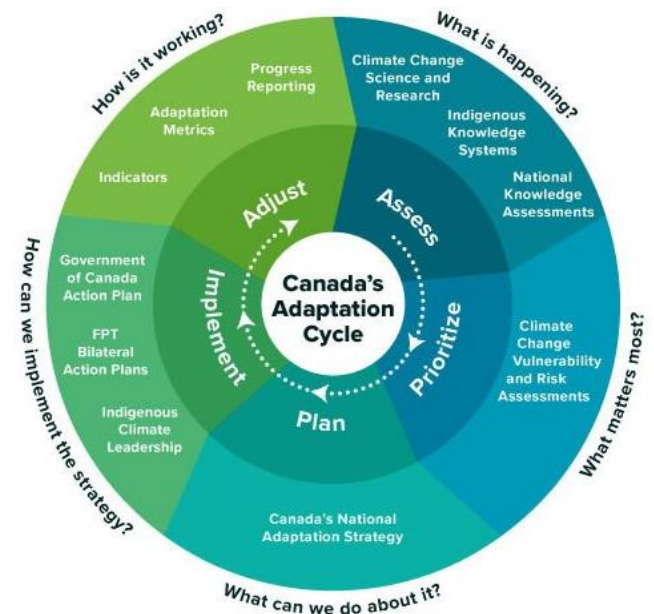 Canada's
Adaptation
Cycle
What is happening?
Assess
Climate Change
Science and
Research
Indigenous
Knowledge
Systems
National
Knowledge
Assessments
What matters most?
Prioritize
Climate
Change
Vulnerability
and Risk
Assessments
What can we do about it?
Plan
Canada's National
Adaptation Strategy
How can we implement the strategy?
Implement
Government
of Canada
Action Plan
FPT
Bilateral
Action Plans
Indigenous
Climate
Leadership
How is it working?
Adjust
Indicators
Adaptation
Metrics
Progress
Reporting